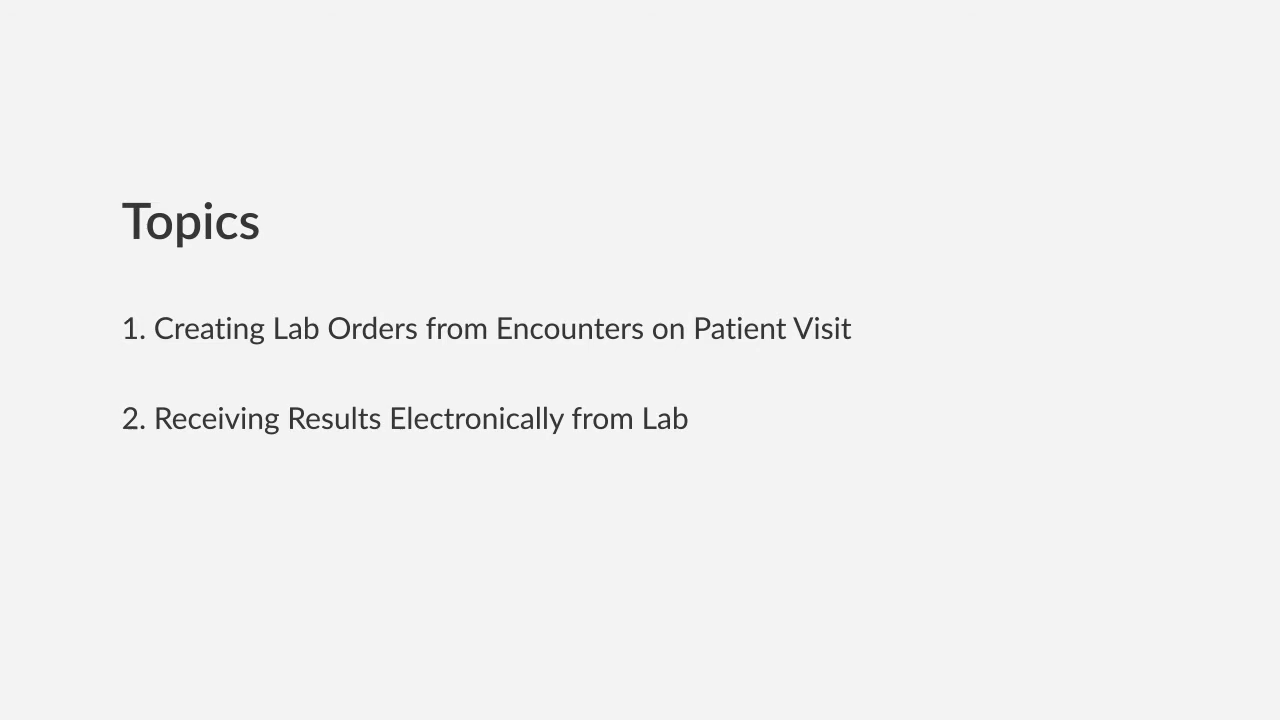 Topics
1. Creating Lab Orders from Encounters on Patient Visit
2. Receiving Results Electronically from Lab